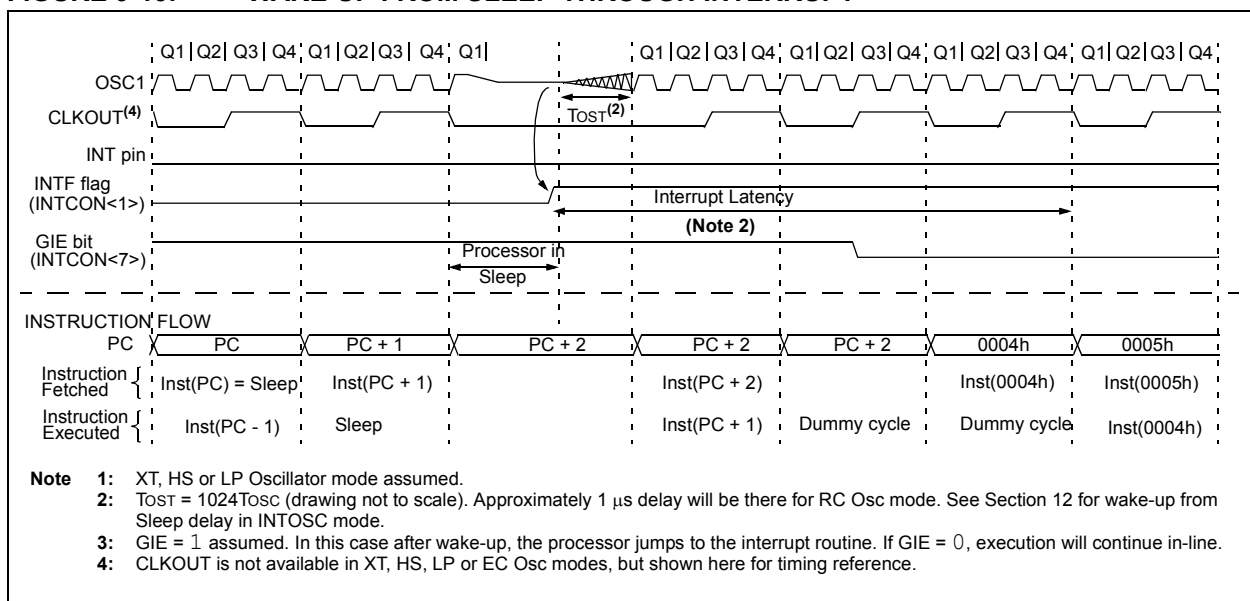 Q1 Q2 Q3 Q4 Q1 Q2 Q3 Q4 Q1 Q1 Q2 Q3 Q4 Q1 Q2 Q3 Q4 Q1 Q2 Q3 Q4 Q1 Q2 Q3 Q4
OSC1
CLKOUT(4)
TOST(2)
INT pin
INTF flag
(INTCON<1>)
Interrupt Latency
(Note 2)
GIE bit
(INTCON<7>)
Processor in
Sleep
INSTRUCTION FLOW
PC PC PC + 1 PC + 2 PC + 2 PC + 2 0004h 0005h
Instruction
Fetched
Inst(PC) = Sleep Inst(PC + 1) Inst(PC + 2) Inst(0004h) Inst(0005h)
Instruction
Executed
Inst(PC - 1) Sleep Inst(PC + 1) Dummy cycle Dummy cycle Inst(0004h)
Note 1: XT, HS or LP Oscillator mode assumed.
2: TOST = 1024TOSC (drawing not to scale). Approximately 1 μs delay will be there for RC Osc mode. See Section 12 for wake-up from
Sleep delay in INTOSC mode.
3: GIE = 1 assumed. In this case after wake-up, the processor jumps to the interrupt routine. If GIE = 0, execution will continue in-line.
4: CLKOUT is not available in XT, HS, LP or EC Osc modes, but shown here for timing reference.